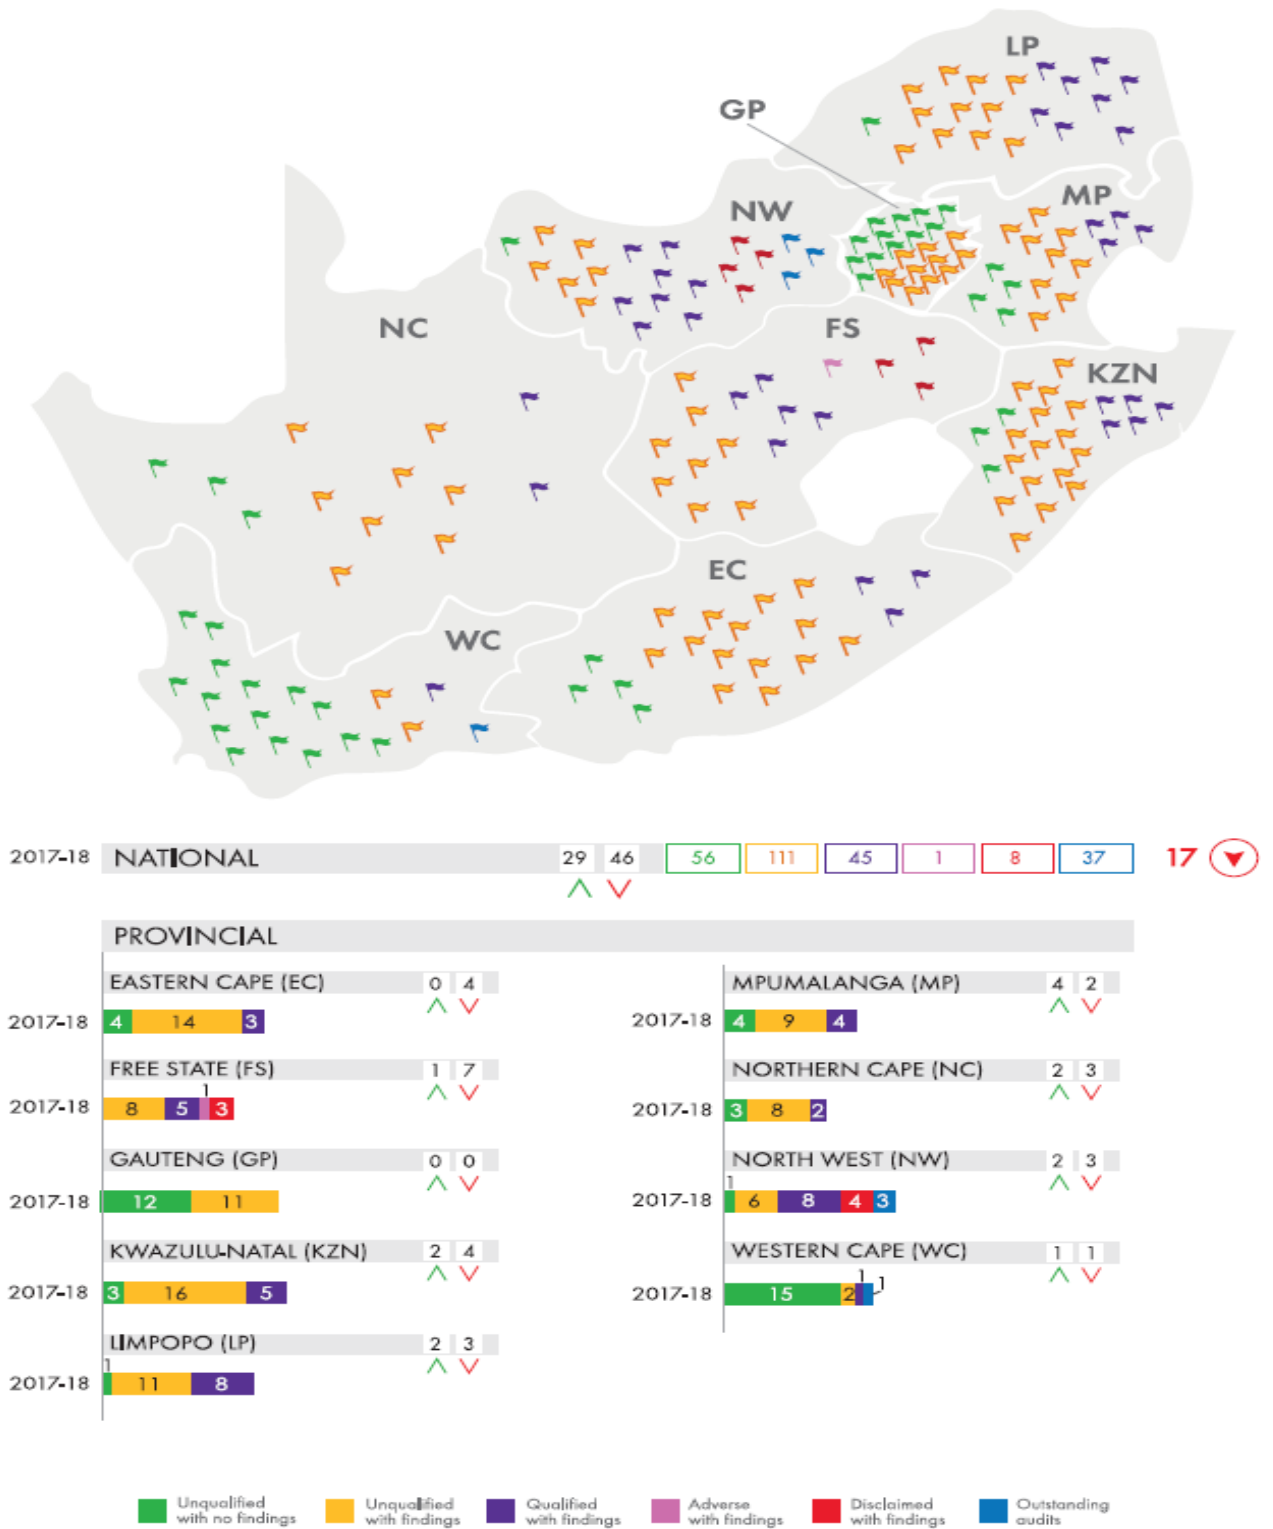 LP
GP
MP
NW
NC
FS
KZN
EC
WC
2017-18 NATIONAL 29 46 56 111 45 1 8 37 17
PROVINCIAL
EASTERN CAPE (EC) 0 4
2017-18 4 14 3
FREE STATE (FS) 1 7
1
2017-18 8 5 3
GAUTENG (GP) 0 0
2017-18 12 11
KWAZULU-NATAL (KZN) 2 4
2017-18 3 16 5
LIMPOPO (LP) 2 3
1
2017-18 11 8
MPUMALANGA (MP) 4 2
2017-18 4 9 4
NORTHERN CAPE (NC) 2 3
2017-18 3 8 2
NORTH WEST (NW) 2 3
1
2017-18 6 8 4 3
WESTERN CAPE (WC) 1 1
1 1
2017-18 15 2
Unqualified
with no findings
Unqualified
with findings
Qualified
with findings
Adverse
with findings
Disclaimed
with findings
Outstanding
audits